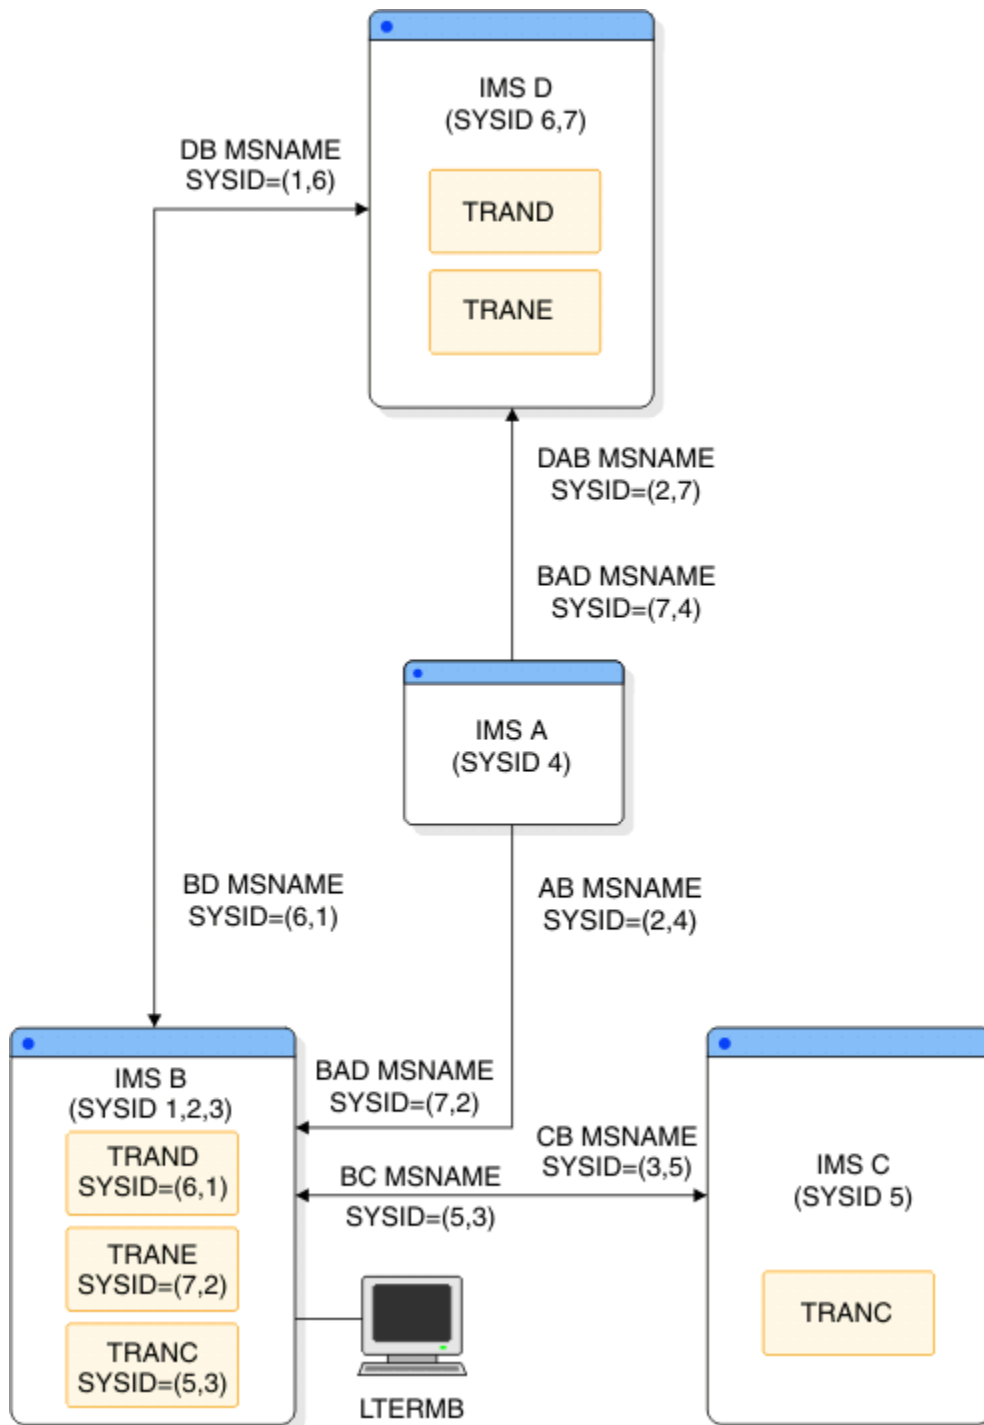 IMS D
(SYSID 6,7)
DB MSNAME
SYSID=(1,6)
TRAND
TRANE
DAB MSNAME
SYSID=(2,7)
BAD MSNAME
SYSID=(7,4)
IMS A
(SYSID 4)
BD MSNAME
SYSID=(6,1)
AB MSNAME
SYSID=(2,4)
IMS B
(SYSID 1,2,3)
TRAND
SYSID=(6,1)
TRANE
SYSID=(7,2)
TRANC
SYSID=(5,3)
BAD MSNAME
SYSID=(7,2)
CB MSNAME
SYSID=(3,5)
BC MSNAME
SYSID=(5,3)
IMS C
(SYSID 5)
TRANC
LTERMB